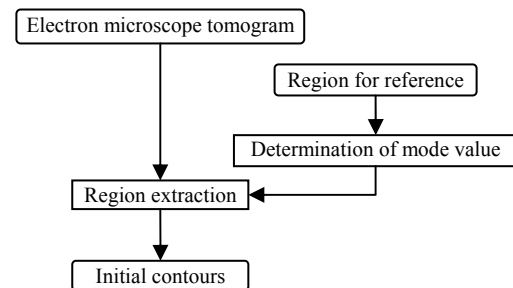 Electron microscope tomogram
Region for reference
Determination of mode value
Region extraction
Initial contours